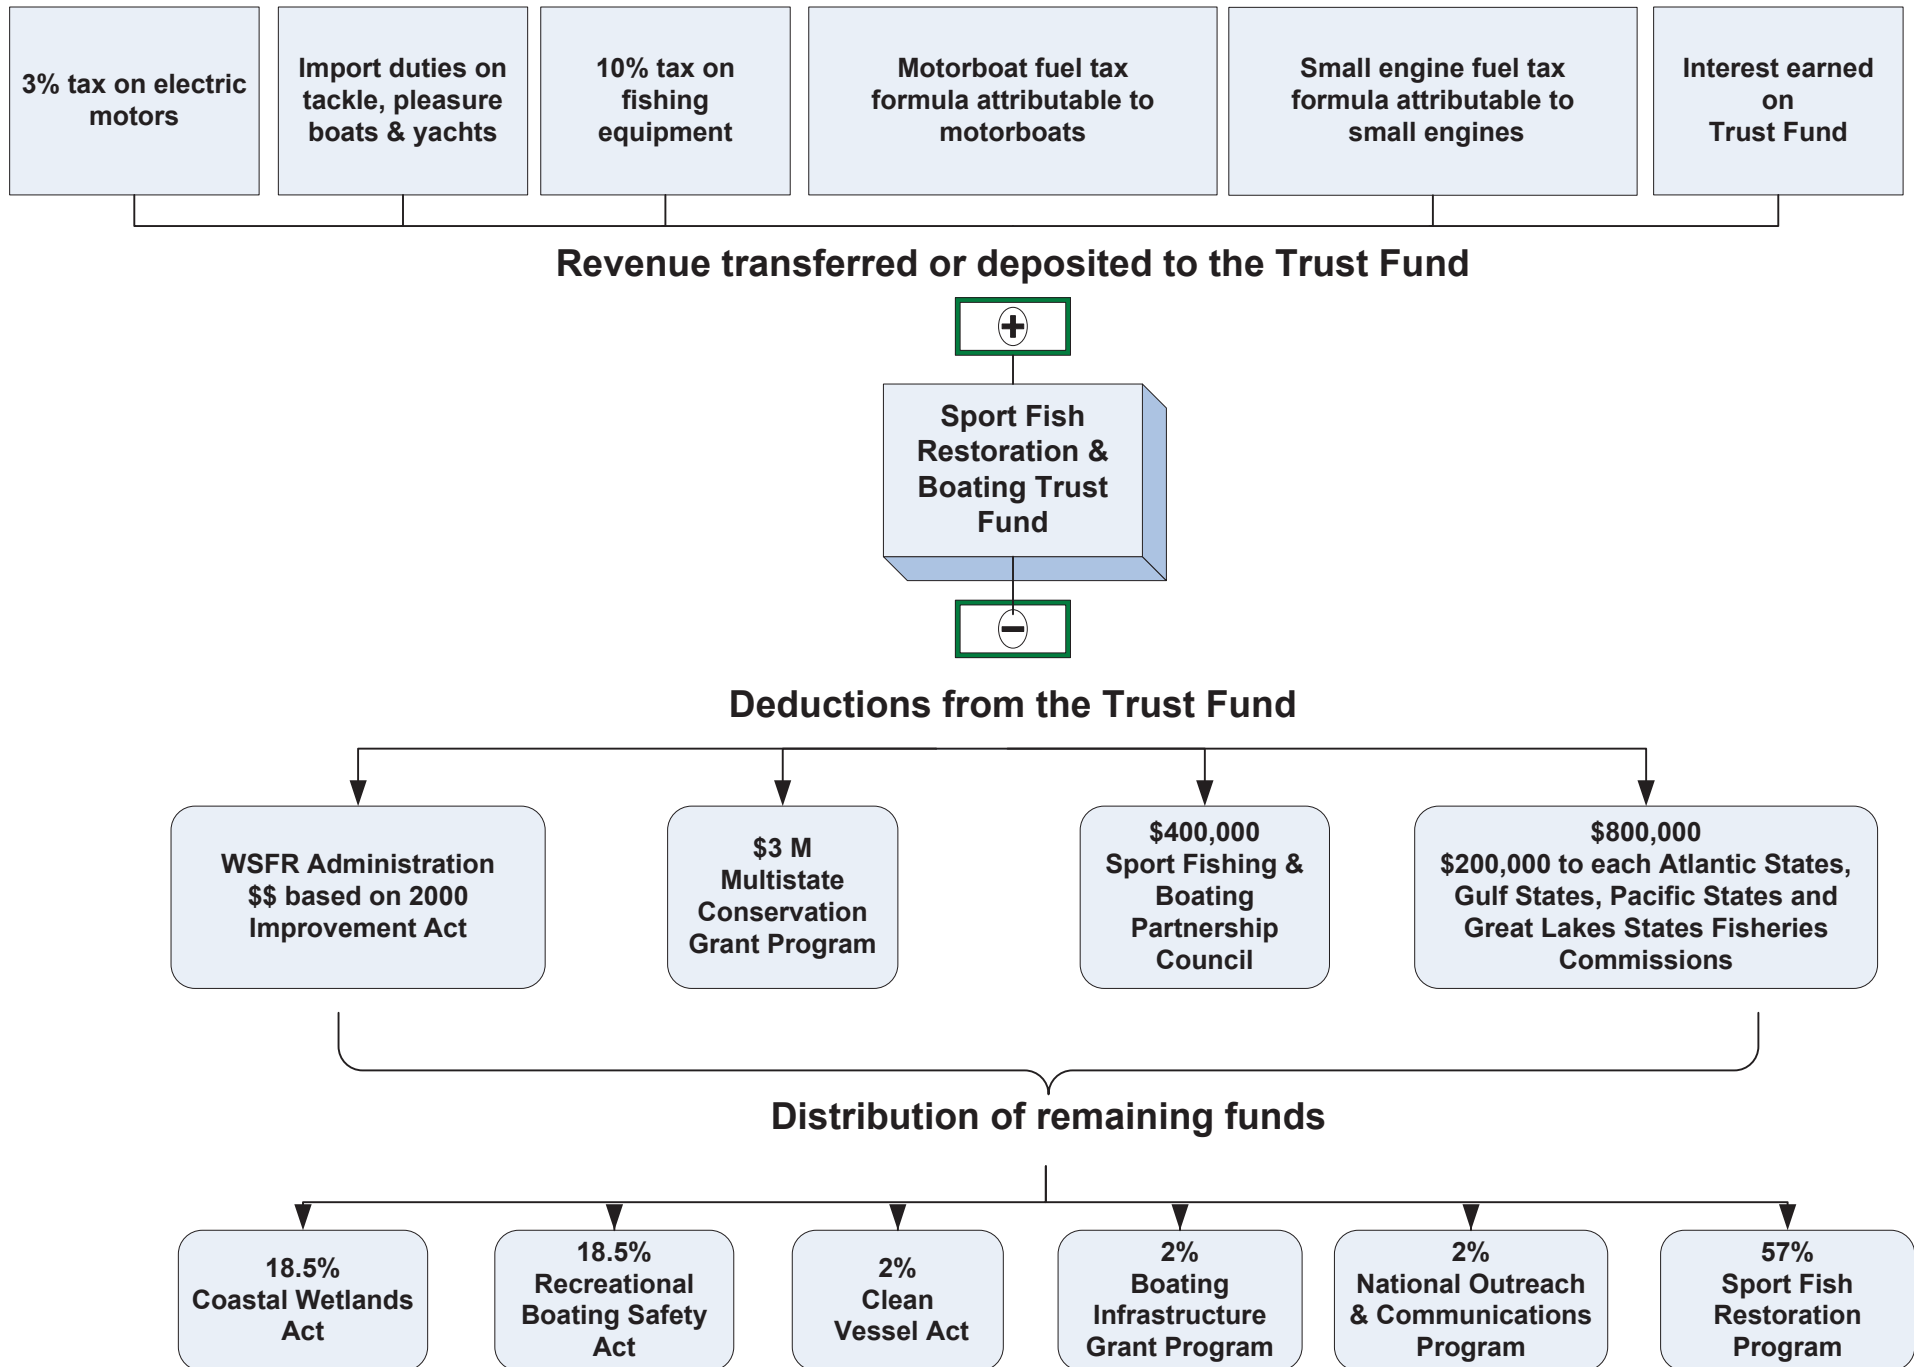 3% tax on electric
motors
Import duties on
tackle, pleasure
boats & yachts
10% tax on
fishing
equipment
Motorboat fuel tax
formula attributable to
motorboats
Small engine fuel tax
formula attributable to
small engines
Interest earned
on
Trust Fund
Revenue transferred or deposited to the Trust Fund
+
Sport Fish
Restoration &
Boating Trust
Fund
−
Deductions from the Trust Fund
WSFR Administration
$$ based on 2000
Improvement Act
$3 M
Multistate
Conservation
Grant Program
$400,000
Sport Fishing &
Boating
Partnership
Council
$800,000
$200,000 to each Atlantic States,
Gulf States, Pacific States and
Great Lakes States Fisheries
Commissions
Distribution of remaining funds
18.5%
Coastal Wetlands
Act
18.5%
Recreational
Boating Safety
Act
2%
Clean
Vessel Act
2%
Boating
Infrastructure
Grant Program
2%
National Outreach
& Communications
Program
57%
Sport Fish
Restoration
Program